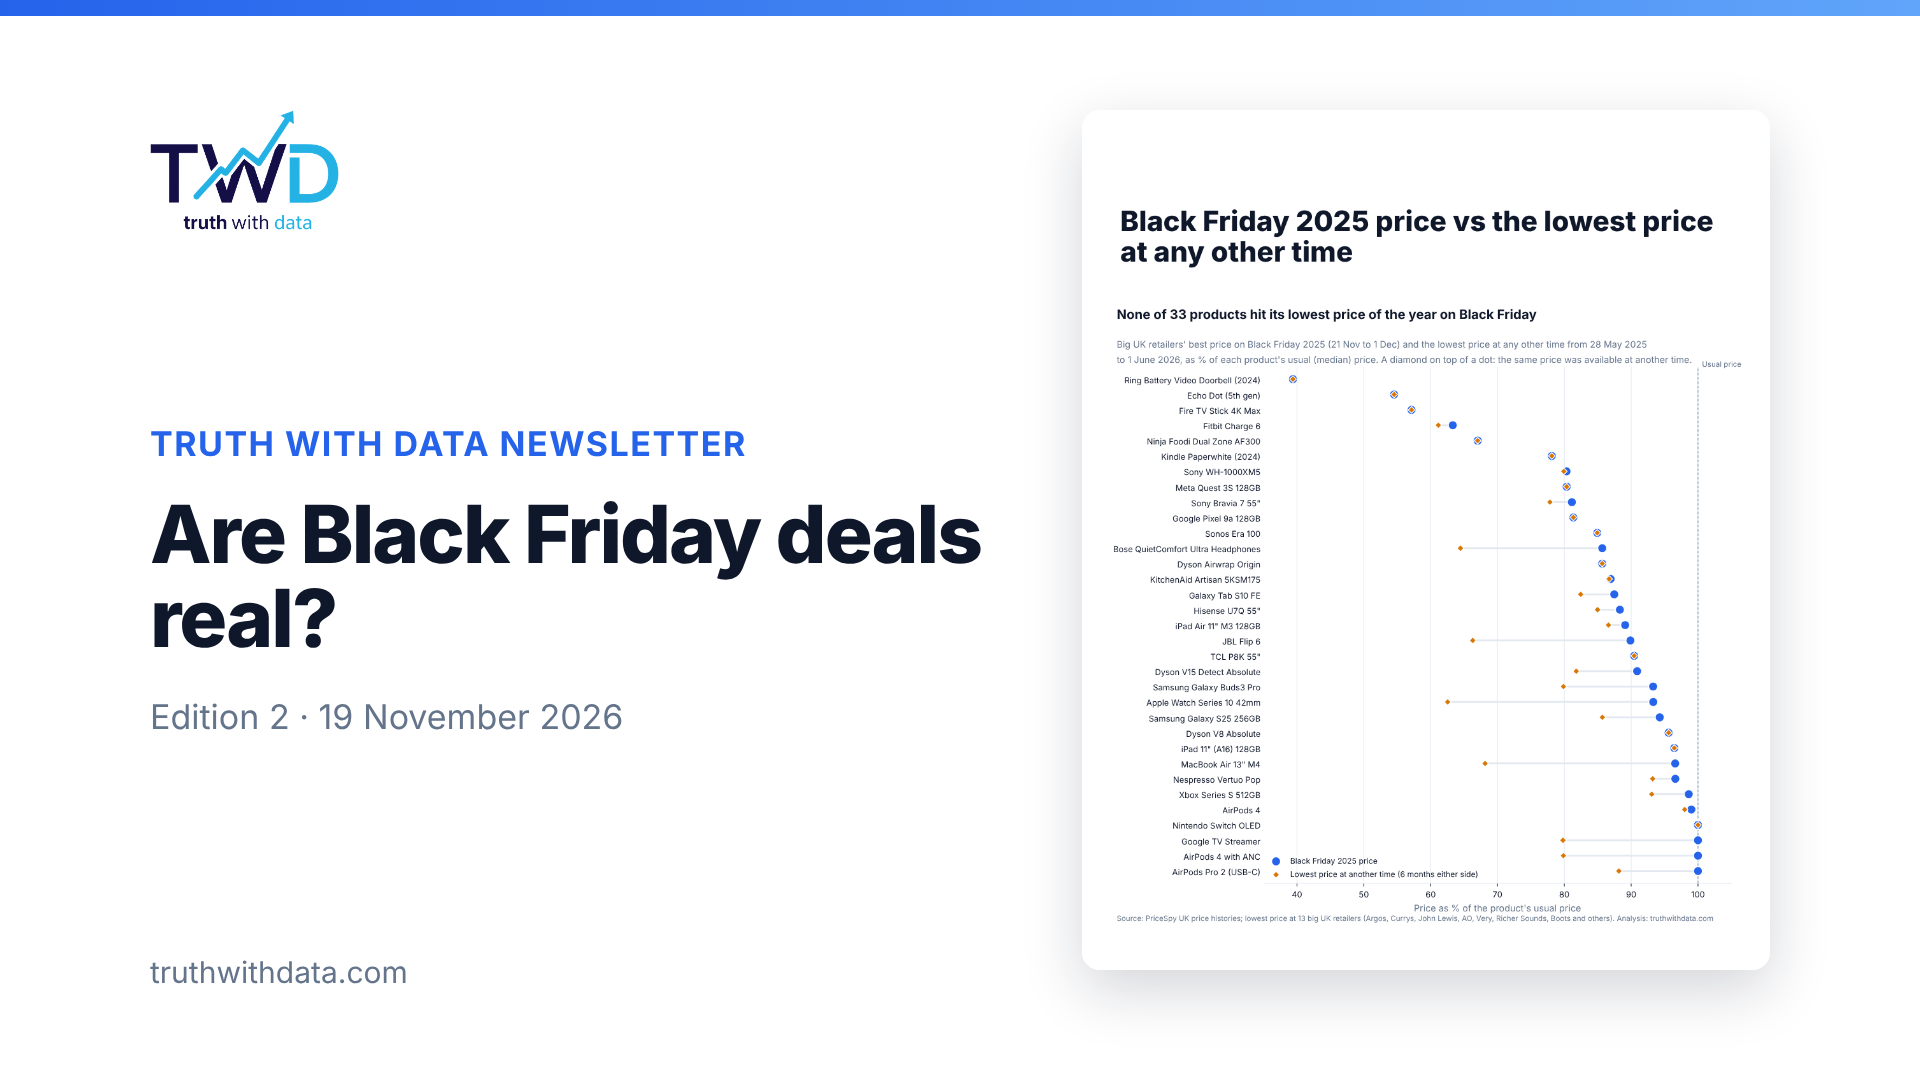 TWD
truth with data
TRUTH WITH DATA NEWSLETTER
Are Black Friday deals
real?
Edition 2 · 19 November 2026
truthwithdata.com
Black Friday 2025 price vs the lowest price
at any other time
None of 33 products hit its lowest price of the year on Black Friday
Big UK retailers' best price on Black Friday 2025 (21 Nov to 1 Dec) and the lowest price at any other time from 28 May 2025
to 1 June 2026, as % of each product's usual (median) price. A diamond on top of a dot: the same price was available at another time.
Usual price
Ring Battery Video Doorbell (2024)
Echo Dot (5th gen)
Fire TV Stick 4K Max
Fitbit Charge 6
Ninja Foodi Dual Zone AF300
Kindle Paperwhite (2024)
Sony WH-1000XM5
Meta Quest 3S 128GB
Sony Bravia 7 55"
Google Pixel 9a 128GB
Sonos Era 100
Bose QuietComfort Ultra Headphones
Dyson Airwrap Origin
KitchenAid Artisan 5KSM175
Galaxy Tab S10 FE
Hisense U7Q 55"
iPad Air 11" M3 128GB
JBL Flip 6
TCL P8K 55"
Dyson V15 Detect Absolute
Samsung Galaxy Buds3 Pro
Apple Watch Series 10 42mm
Samsung Galaxy S25 256GB
Dyson V8 Absolute
iPad 11" (A16) 128GB
MacBook Air 13" M4
Nespresso Vertuo Pop
Xbox Series S 512GB
AirPods 4
Nintendo Switch OLED
Google TV Streamer
AirPods 4 with ANC
AirPods Pro 2 (USB-C)
Black Friday 2025 price
Lowest price at another time (6 months either side)
40 50 60 70 80 90 100
Price as % of the product's usual price
Source: PriceSpy UK price histories; lowest price at 13 big UK retailers (Argos, Currys, John Lewis, AO, Very, Richer Sounds, Boots and others). Analysis: truthwithdata.com